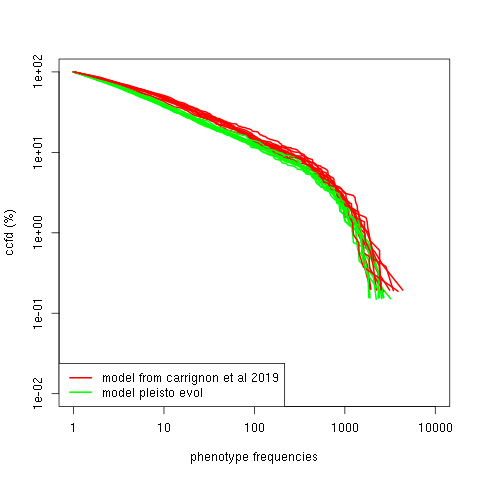 1e+02
1e+01
1e+00
1e-01
1e-02
ccfd (%)
model from carrignon et al 2019
model pleisto evol
1 10 100 1000 10000
phenotype frequencies